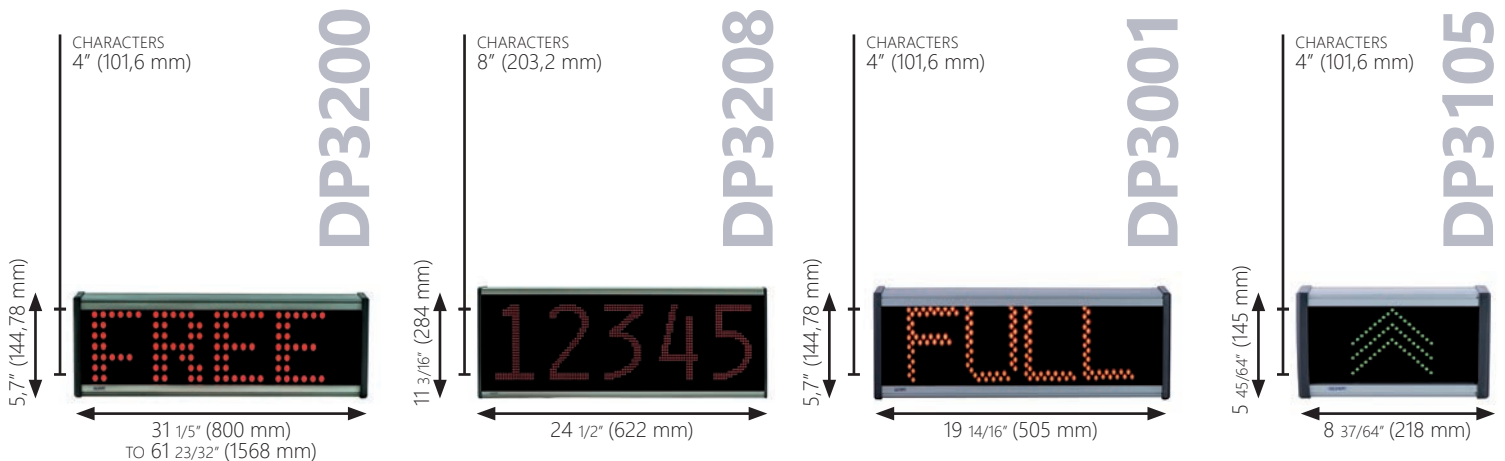 CHARACTERS
4” (101,6 mm)
DP3200
5,7” (144,78 mm)
FREE
31 1/5” (800 mm)
TO 61 23/32” (1568 mm)
CHARACTERS
8” (203,2 mm)
DP3208
11 3/16” (284 mm)
12345
24 1/2” (622 mm)
CHARACTERS
4” (101,6 mm)
DP3001
5,7” (144,78 mm)
FULL
19 14/16” (505 mm)
CHARACTERS
4” (101,6 mm)
DP3105
5 45/64” (145 mm)
8 37/64” (218 mm)